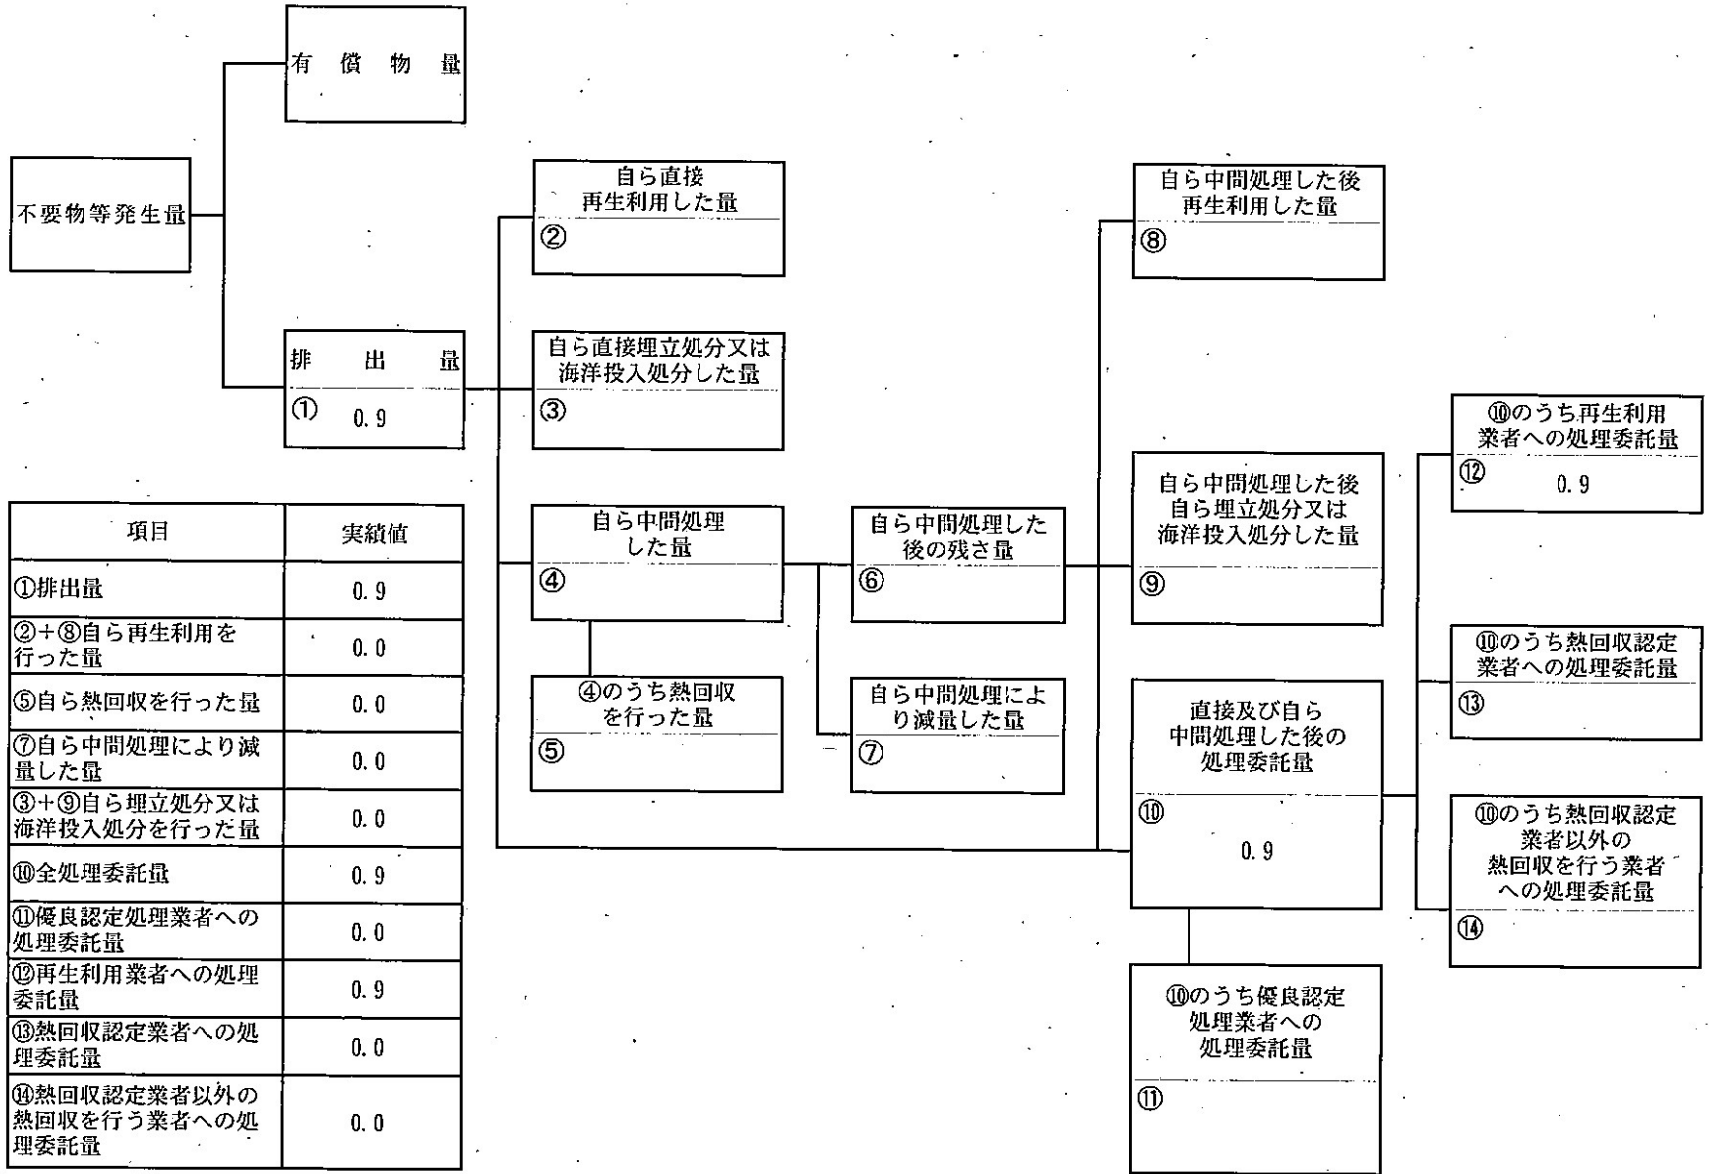 有償物量
不要物等発生量
排出量
① 0.9
自ら直接
再生利用した量
②
自ら直接埋立処分又は
海洋投入処分した量
③
自ら中間処理
した量
④
④のうち熱回収
を行った量
⑤
自ら中間処理した
後の残さ量
⑥
自ら中間処理によ
り減量した量
⑦
自ら中間処理した後
再生利用した量
⑧
自ら中間処理した後
自ら埋立処分又は
海洋投入処分した量
⑨
直接及び自ら
中間処理した後の
処理委託量
⑩
0.9
⑩のうち優良認定
処理業者への
処理委託量
⑪
⑩のうち再生利用
業者への処理委託量
⑫ 0.9
⑩のうち熱回収認定
業者への処理委託量
⑬
⑩のうち熱回収認定
業者以外の
熱回収を行う業者
への処理委託量
⑭
項目 実績値
①排出量 0.9
②+⑧自ら再生利用を
行った量 0.0
⑤自ら熱回収を行った量 0.0
⑦自ら中間処理により減
量した量 0.0
③+⑨自ら埋立処分又は
海洋投入処分を行った量 0.0
⑩全処理委託量 0.9
⑪優良認定処理業者への
処理委託量 0.0
⑫再生利用業者への処理
委託量 0.9
⑬熱回収認定業者への処
理委託量 0.0
⑭熱回収認定業者以外の
熱回収を行う業者への処
理委託量 0.0